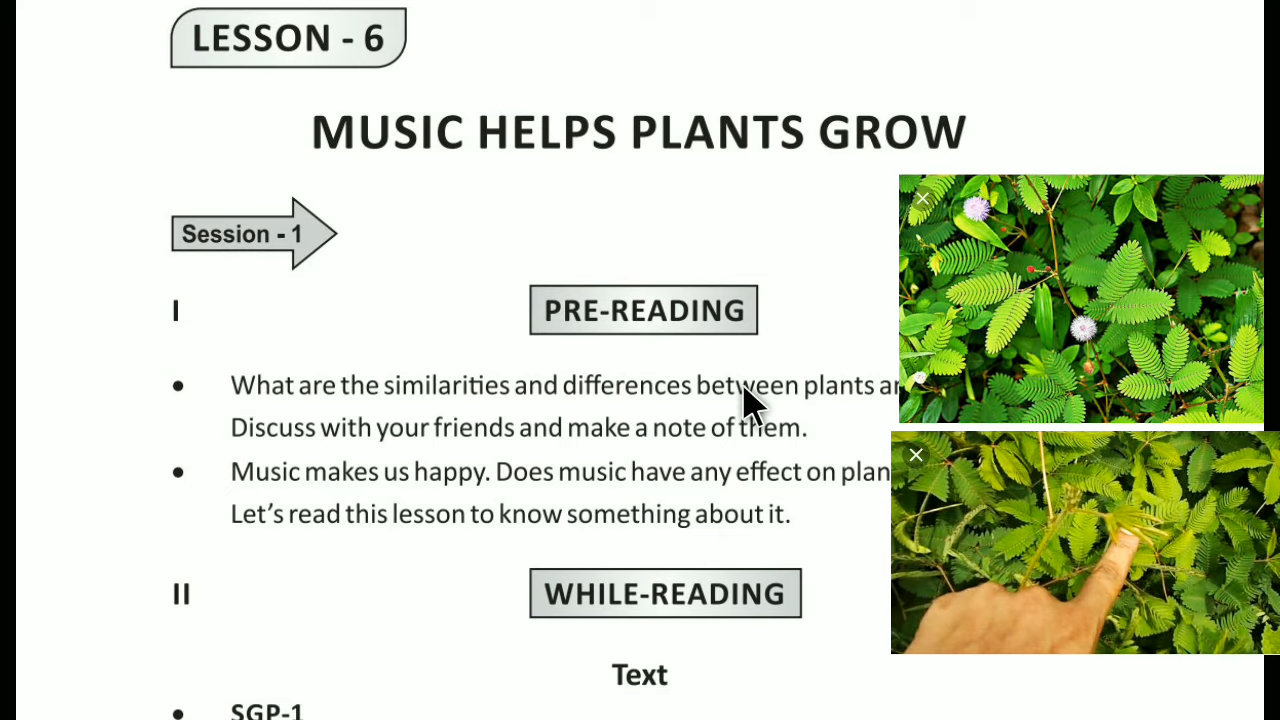 LESSON - 6
MUSIC HELPS PLANTS GROW
Session - 1
I
PRE-READING
• What are the similarities and differences between plants
Discuss with your friends and make a note of them.
• Music makes us happy. Does music have any effect on
Let's read this lesson to know something about it.
II
WHILE-READING
Text
• SGP-1